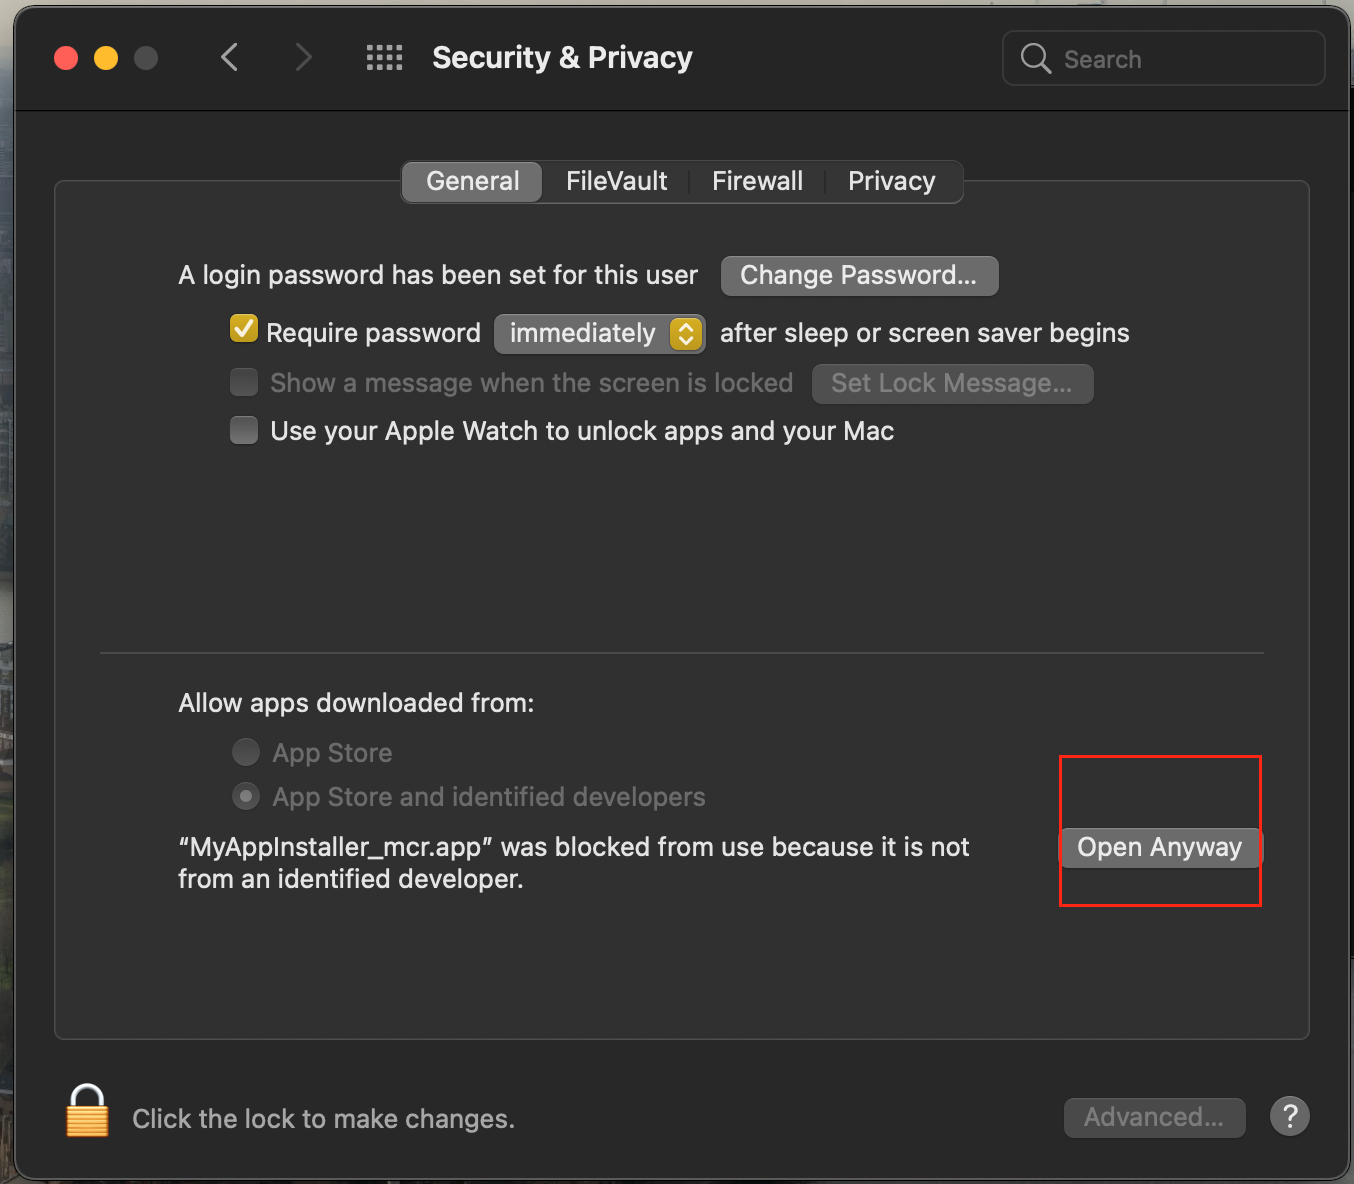 Security & Privacy
Search
General FileVault Firewall Privacy
A login password has been set for this user Change Password...
Require password immediately after sleep or screen saver begins
Show a message when the screen is locked Set Lock Message...
Use your Apple Watch to unlock apps and your Mac
Allow apps downloaded from:
App Store
App Store and identified developers
“MyAppInstaller_mcr.app” was blocked from use because it is not
from an identified developer.
Open Anyway
Click the lock to make changes.
Advanced...
?